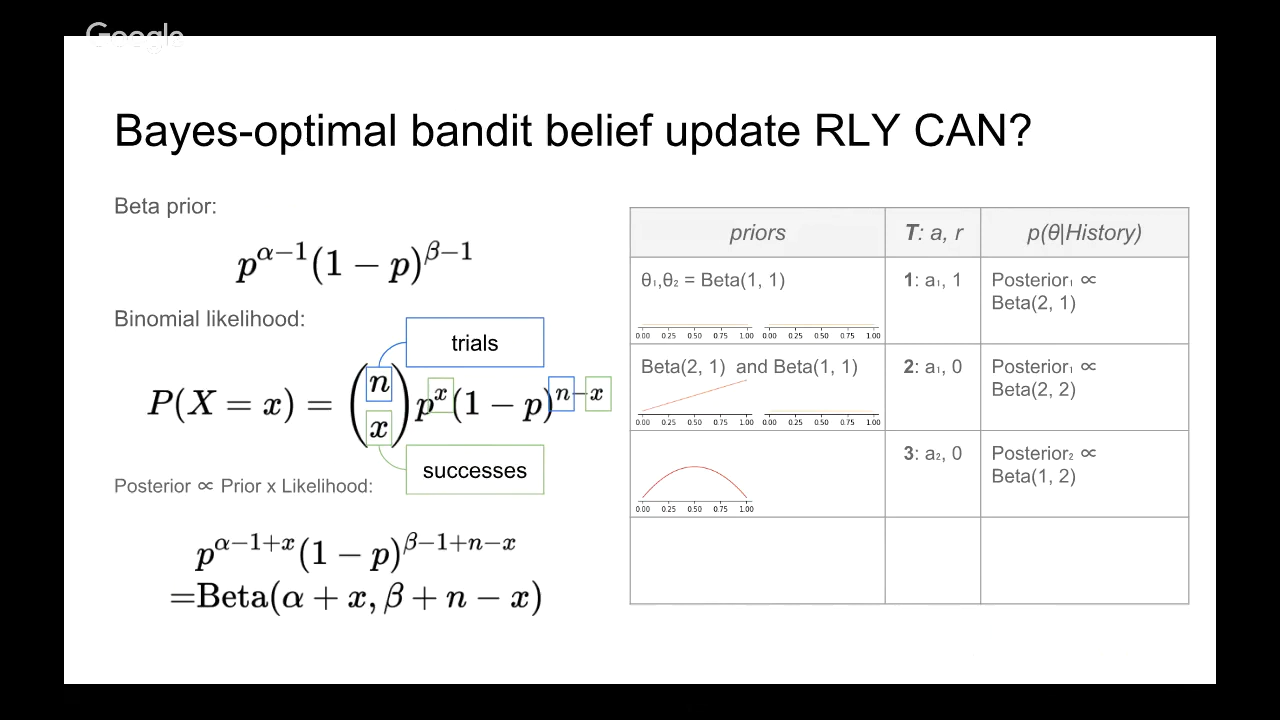 Google
Bayes-optimal bandit belief update RLY CAN?
Beta prior:
p^{α−1}(1 − p)^{β−1}
Binomial likelihood:
trials
P(X = x) = (n x) p^x (1 − p)^{n−x}
successes
Posterior ∝ Prior x Likelihood:
p^{α−1+x}(1 − p)^{β−1+n−x}
=Beta(α + x, β + n − x)
priors T: a, r p(θ|History)
θ₁,θ₂ = Beta(1, 1) 1: a₁, 1 Posterior₁ ∝
Beta(2, 1)
0.00 0.25 0.50 0.75 1.00 0.00 0.25 0.50 0.75 1.00
Beta(2, 1) and Beta(1, 1) 2: a₁, 0 Posterior₁ ∝
Beta(2, 2)
0.00 0.25 0.50 0.75 1.00 0.00 0.25 0.50 0.75 1.00
3: a₂, 0 Posterior₂ ∝
Beta(1, 2)
0.00 0.25 0.50 0.75 1.00